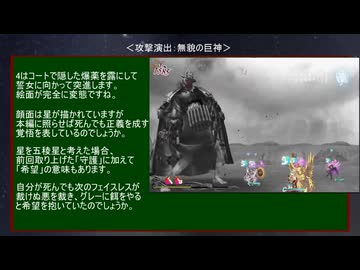 ＜攻撃演出：無貌の巨神＞
4はコートで隠した爆薬を露にして
誓女に向かって突進します。
絵面が完全に変態ですね。
顔面は星が描かれていますが
本編に照らせば死んでも正義を成す
覚悟を表しているのでしょうか。
星を五稜星と考えた場合、
前回取り上げた「守護」に加えて
「希望」の意味もあります。
自分が死んでも次のフェイスレスが
裁けぬ悪を裁き、グレーに餌をやる
と希望を抱いていたのでしょうか。